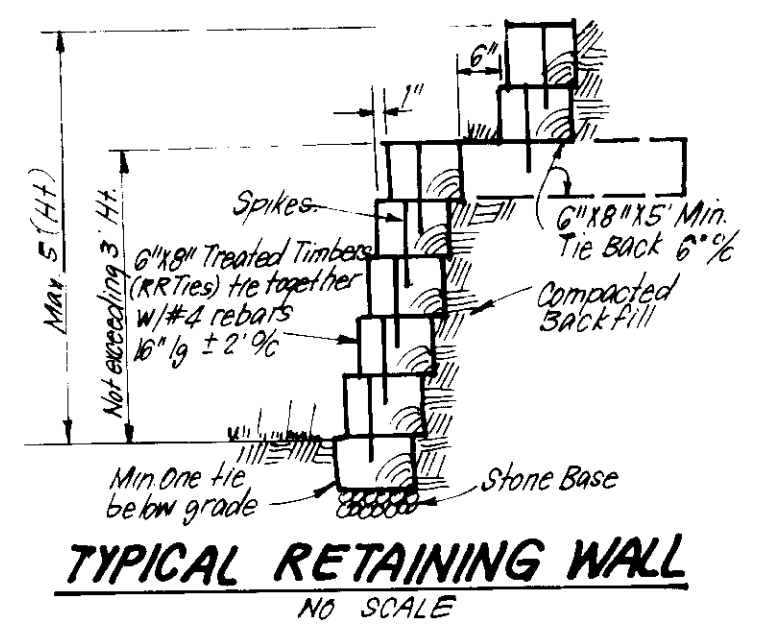 6"
1"
Max. 5' (Ht)
Not exceeding 3' Ht.
Spikes
6"x8" Treated Timbers
(RR Ties) tie together
w/#4 rebars
16" lg ± 2' o/c
6"x8"x5' Min.
Tie Back 6' o/c
Compacted
Backfill
Min. One tie
below grade
Stone Base
TYPICAL RETAINING WALL
NO SCALE